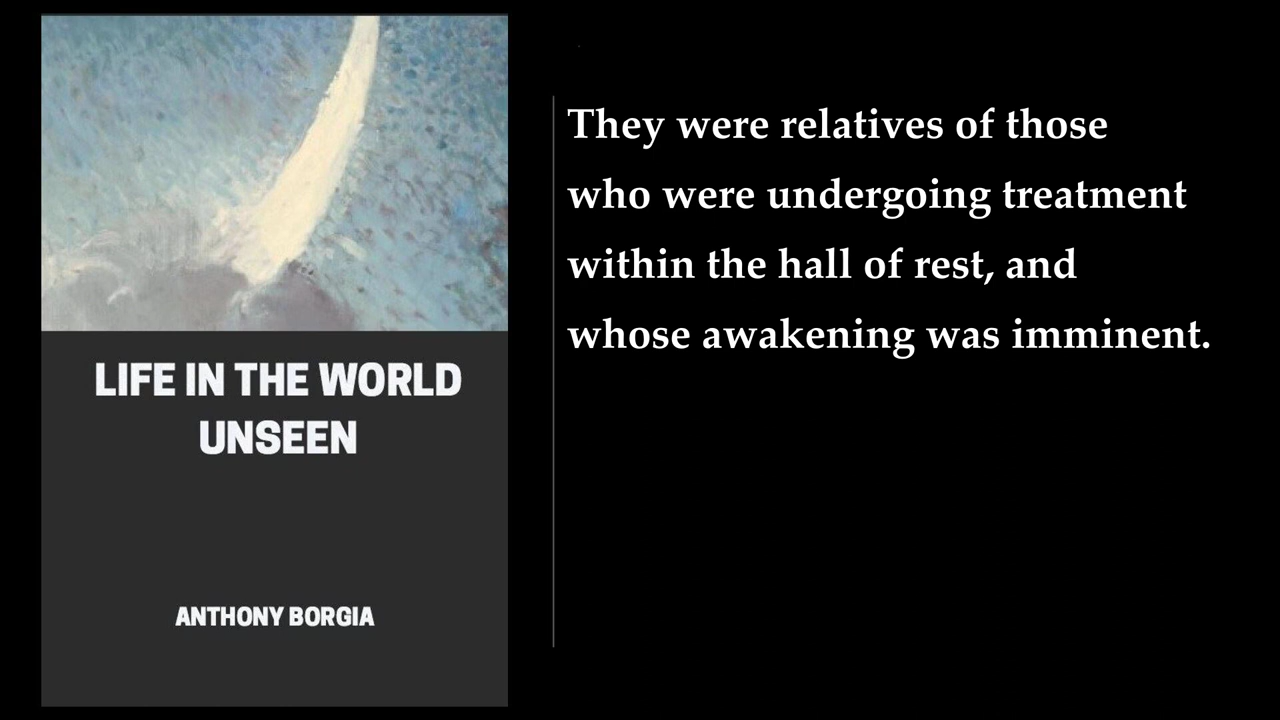 LIFE IN THE WORLD
UNSEEN
ANTHONY BORGIA
They were relatives of those
who were undergoing treatment
within the hall of rest, and
whose awakening was imminent.